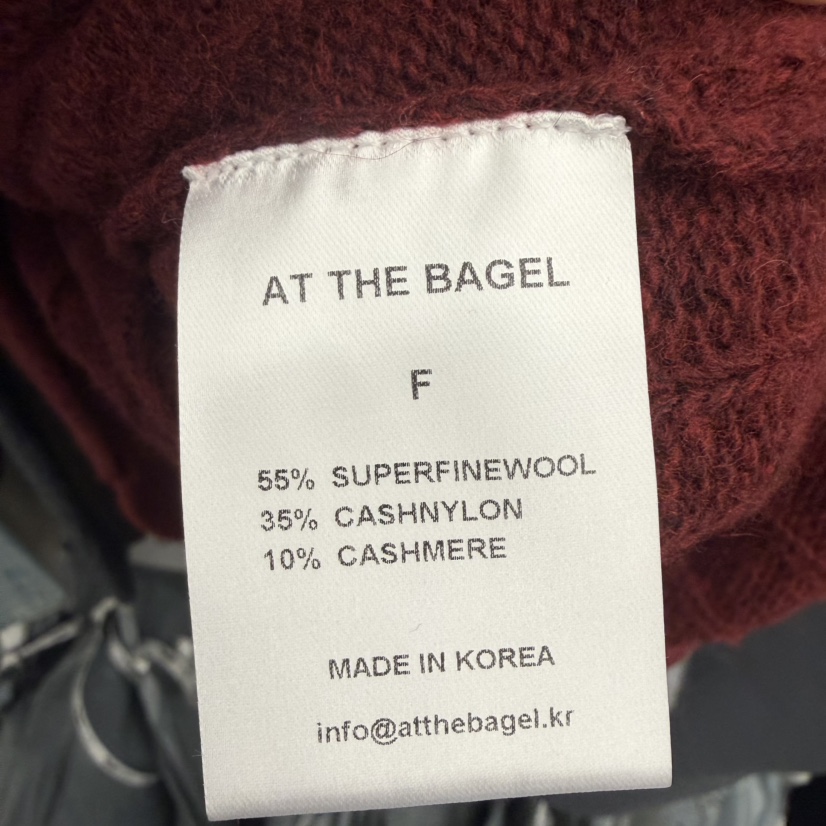 AT THE BAGEL
F
55% SUPERFINEWOOL
35% CASHNYLON
10% CASHMERE
MADE IN KOREA
info@atthebagel.kr